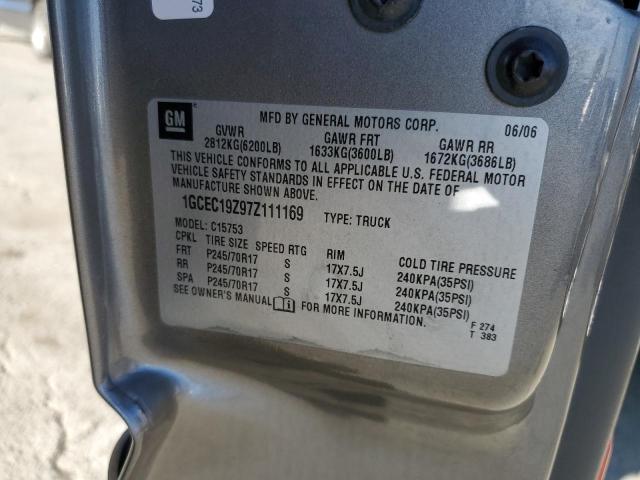 73
GM
MFD BY GENERAL MOTORS CORP. 06/06
GVWR GAWR FRT GAWR RR
2812KG(6200LB) 1633KG(3600LB) 1672KG(3686LB)
THIS VEHICLE CONFORMS TO ALL APPLICABLE U.S. FEDERAL MOTOR
VEHICLE SAFETY STANDARDS IN EFFECT ON THE DATE OF
MANUFACTURE SHOWN ABOVE.
1GCEC19Z97Z111169 TYPE: TRUCK
MODEL: C15753
CPKL TIRE SIZE SPEED RTG RIM COLD TIRE PRESSURE
FRT P245/70R17 S 17X7.5J 240KPA(35PSI)
RR P245/70R17 S 17X7.5J 240KPA(35PSI)
SPA P245/70R17 S 17X7.5J 240KPA(35PSI)
SEE OWNER'S MANUAL FOR MORE INFORMATION.
F 274
T 383